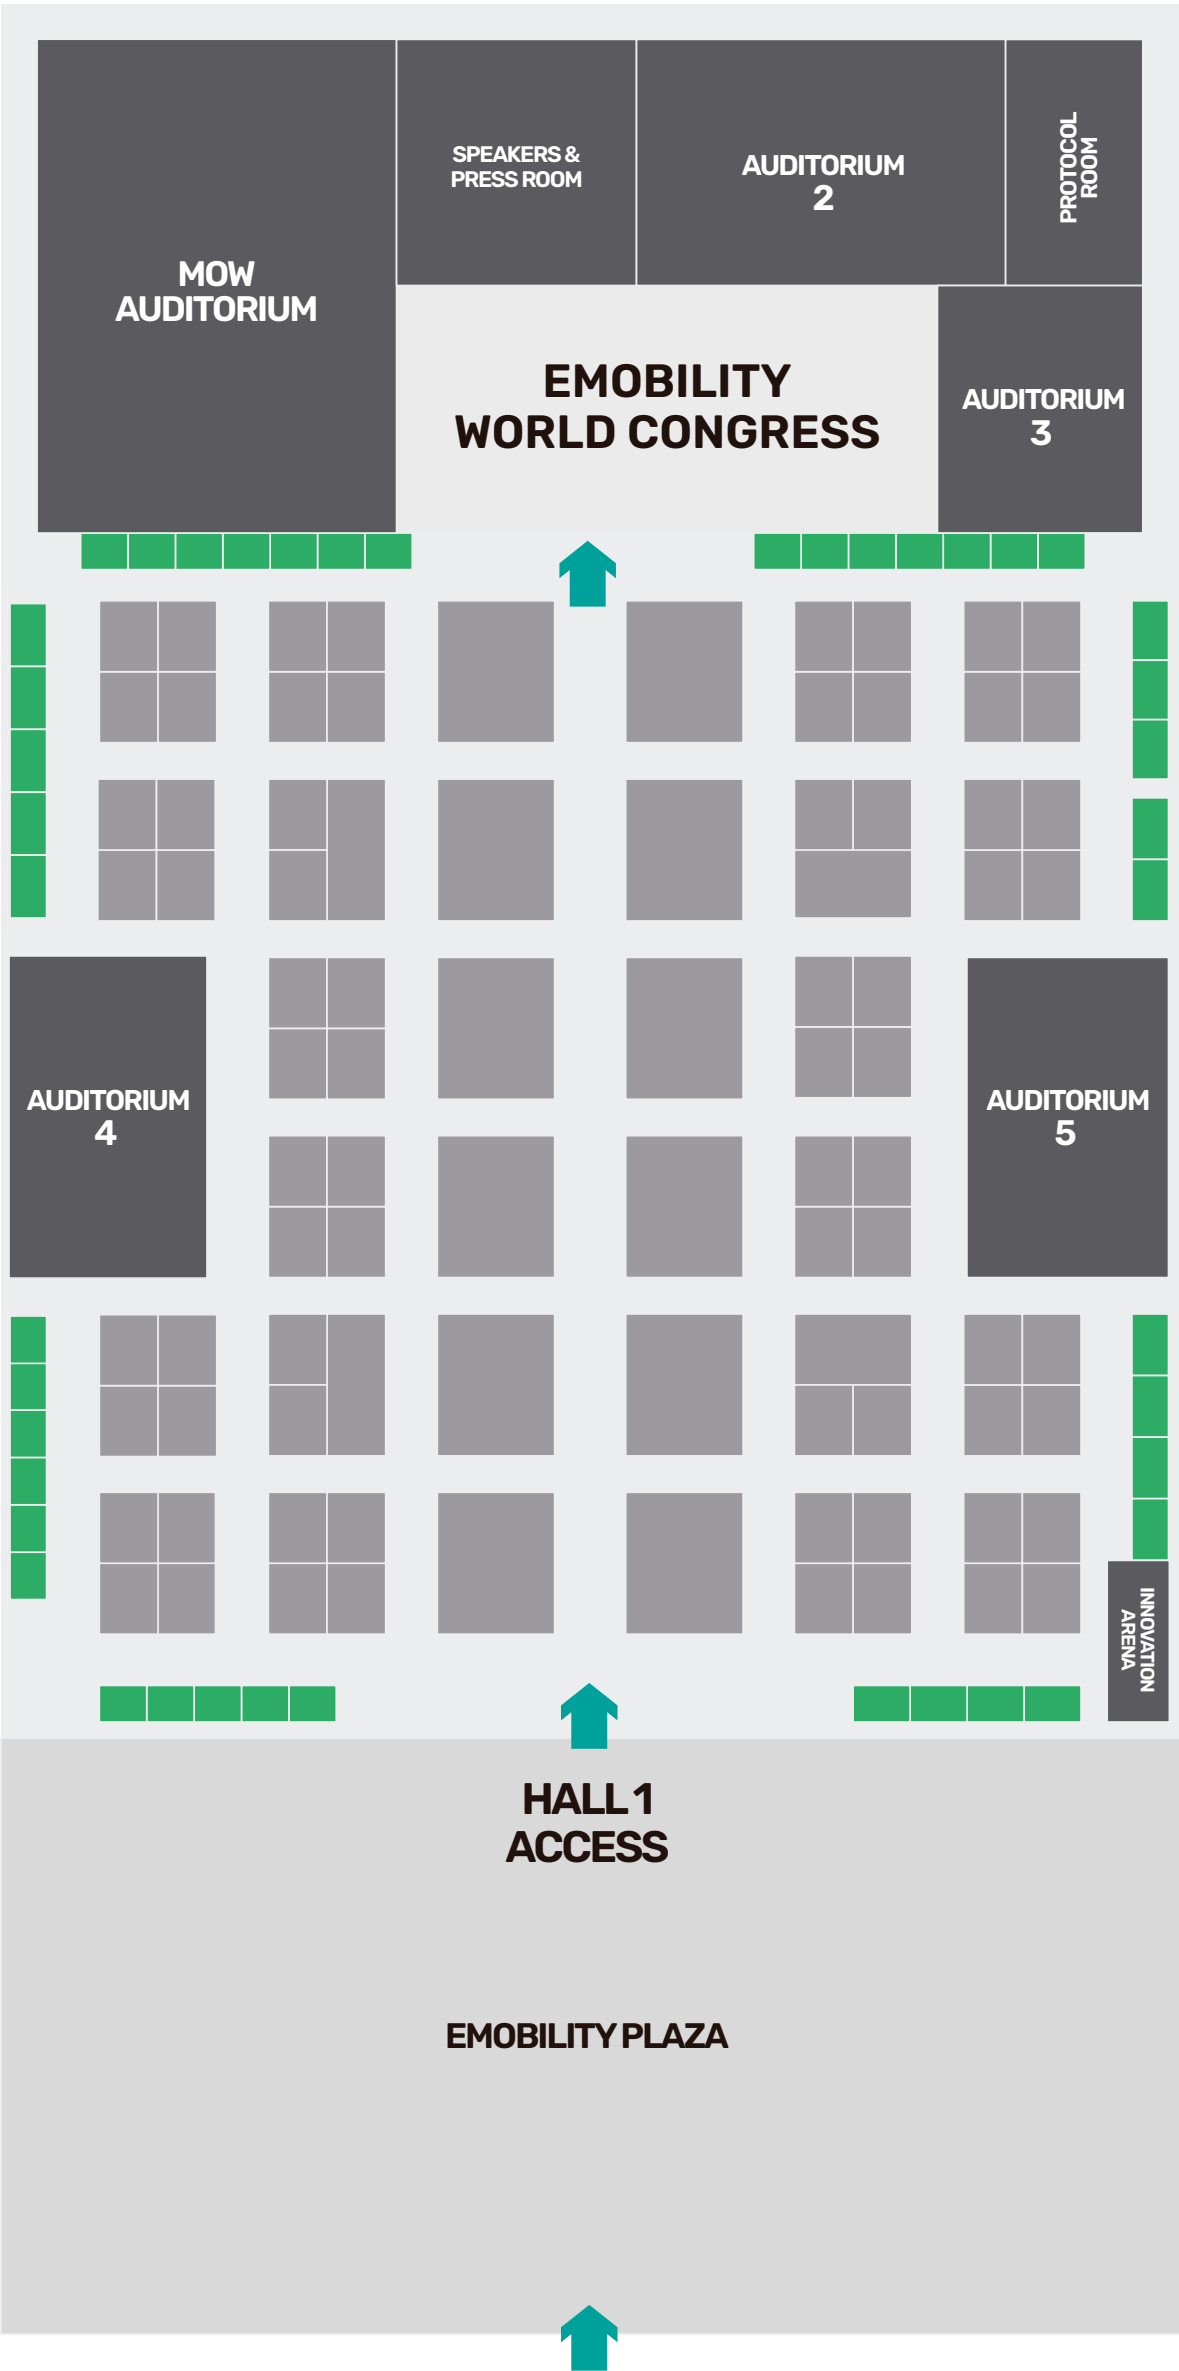 SPEAKERS &
PRESS ROOM
AUDITORIUM
2
PROTOCOL
ROOM
MOW
AUDITORIUM
EMOBILITY
WORLD CONGRESS
AUDITORIUM
3
AUDITORIUM
4
AUDITORIUM
5
INNOVATION
ARENA
HALL 1
ACCESS
EMOBILITY PLAZA